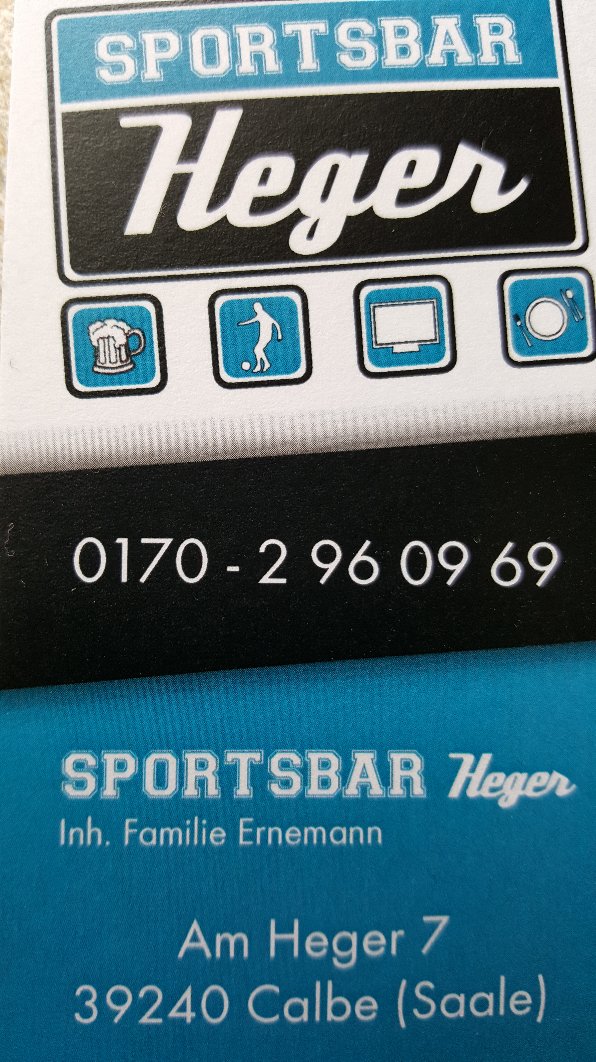 SPORTSBAR
Heger
0170 - 2 96 09 69
SPORTSBAR Heger
Inh. Familie Ernemann
Am Heger 7
39240 Calbe (Saale)